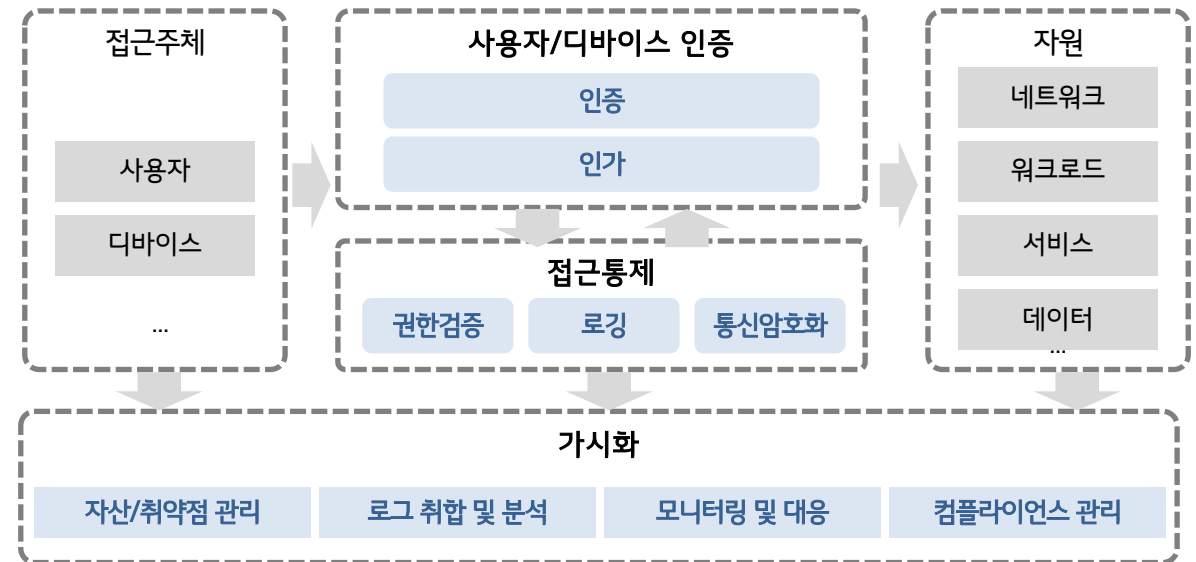 접근주체
사용자
디바이스
...
사용자/디바이스 인증
인증
인가
접근통제
권한검증
로깅
통신암호화
자원
네트워크
워크로드
서비스
데이터
...
가시화
자산/취약점 관리
로그 취합 및 분석
모니터링 및 대응
컴플라이언스 관리